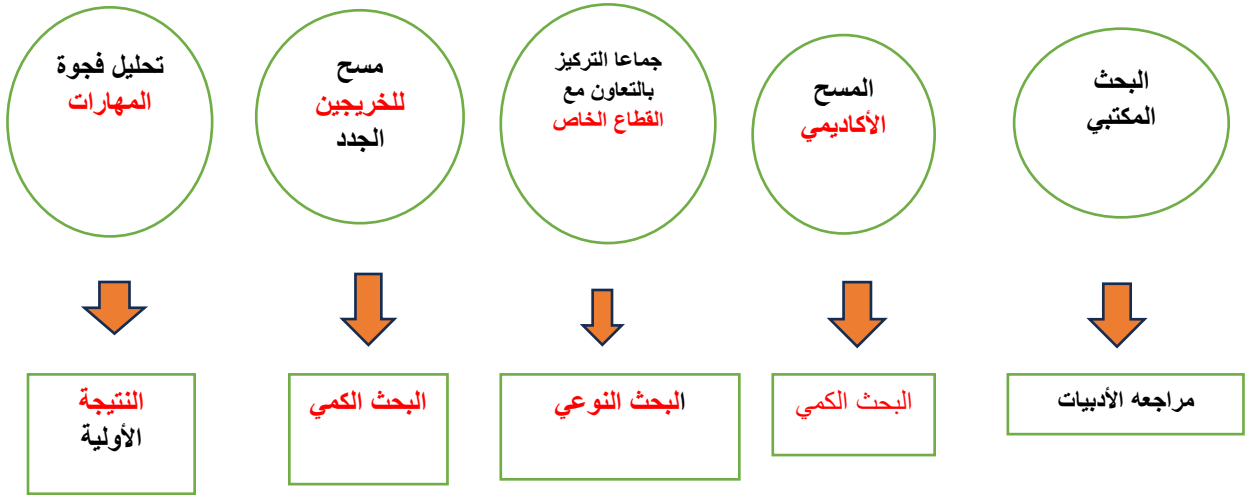 البحث
المكتبي
المسح
الأكاديمي
جماعا التركيز
بالتعاون مع
القطاع الخاص
مسح
للخريجين
الجدد
تحليل فجوة
المهارات
مراجعه الأدبيات
البحث الكمي
البحث النوعي
البحث الكمي
النتيجة
الأولية